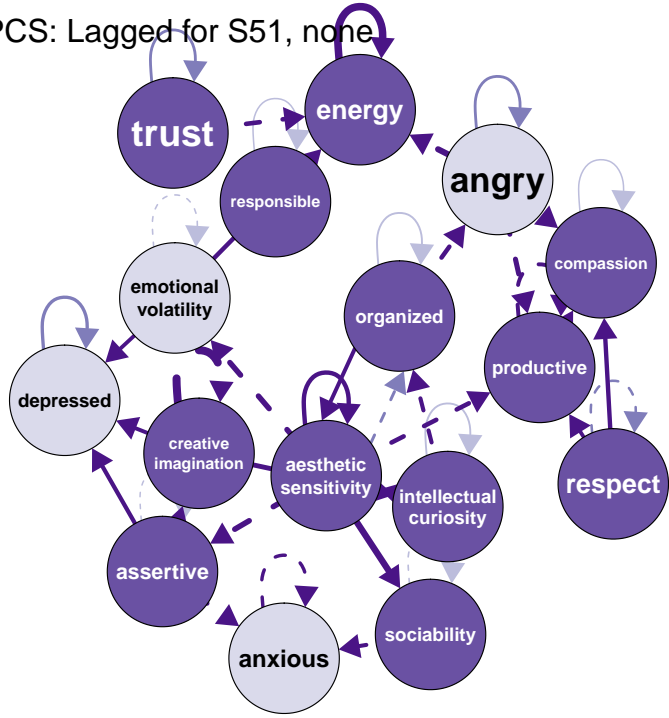 PCS: Lagged for S51, none
energy
trust
angry
responsible
compassion
emotional
volatility
organized
productive
depressed
creative
imagination
aesthetic
sensitivity
intellectual
curiosity
respect
assertive
sociability
anxious